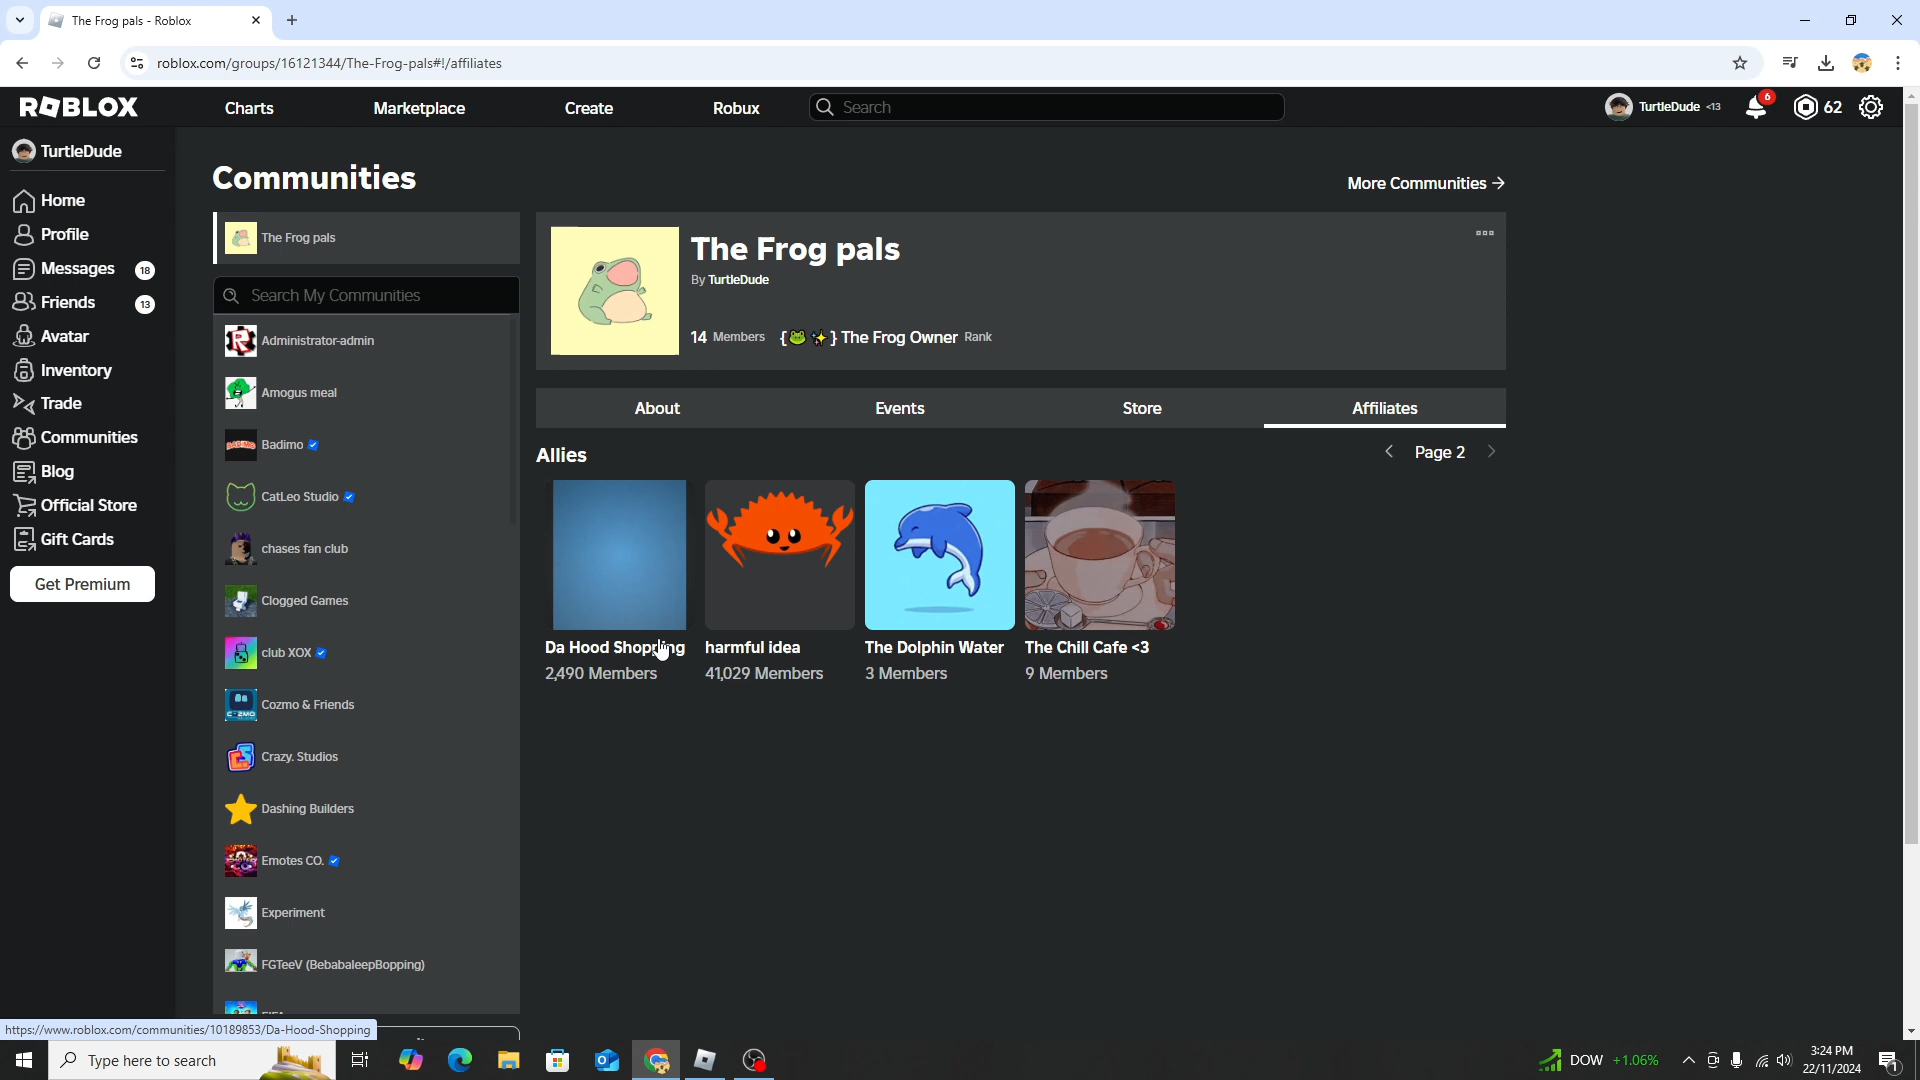 The Frog pals - Roblox
roblox.com/groups/16121344/The-Frog-pals#!/affiliates
ROBLOX
Charts
Marketplace
Create
Robux
Search
TurtleDude <13
6
62
TurtleDude
Home
Profile
Messages 18
Friends 13
Avatar
Inventory
Trade
Communities
Blog
Official Store
Gift Cards
Get Premium
Communities
More Communities →
The Frog pals
Search My Communities
Administrator-admin
Amogus meal
Badimo
CatLeo Studio
chases fan club
Clogged Games
club XOX
Cozmo & Friends
Crazy. Studios
Dashing Builders
Emotes CO.
Experiment
FGTeeV (BebabaleepBopping)
The Frog pals
By TurtleDude
14 Members {🐸✨} The Frog Owner Rank
About
Events
Store
Affiliates
Allies
Page 2
Da Hood Shopping
2,490 Members
harmful idea
41,029 Members
The Dolphin Water
3 Members
The Chill Cafe <3
9 Members
https://www.roblox.com/communities/10189853/Da-Hood-Shopping
Type here to search
DOW +1.06%
3:24 PM
22/11/2024
1